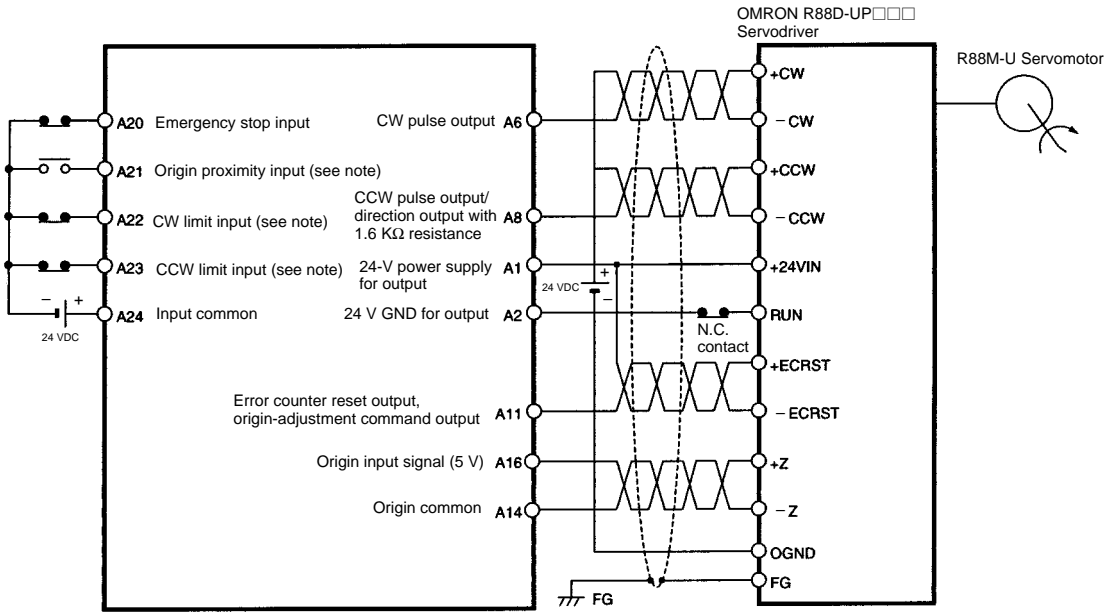 OMRON R88D-UP□□□
Servodriver
R88M-U Servomotor
A20 Emergency stop input
A21 Origin proximity input (see note)
A22 CW limit input (see note)
A23 CCW limit input (see note)
A24 Input common
− +
24 VDC
CW pulse output A6
CCW pulse output/
direction output with A8
1.6 KΩ resistance
24-V power supply A1
for output
24 V GND for output A2
Error counter reset output,
origin-adjustment command output A11
Origin input signal (5 V) A16
Origin common A14
24 VDC
+
−
N.C.
contact
+CW
−CW
+CCW
−CCW
+24VIN
RUN
+ECRST
−ECRST
+Z
−Z
OGND
FG
FG